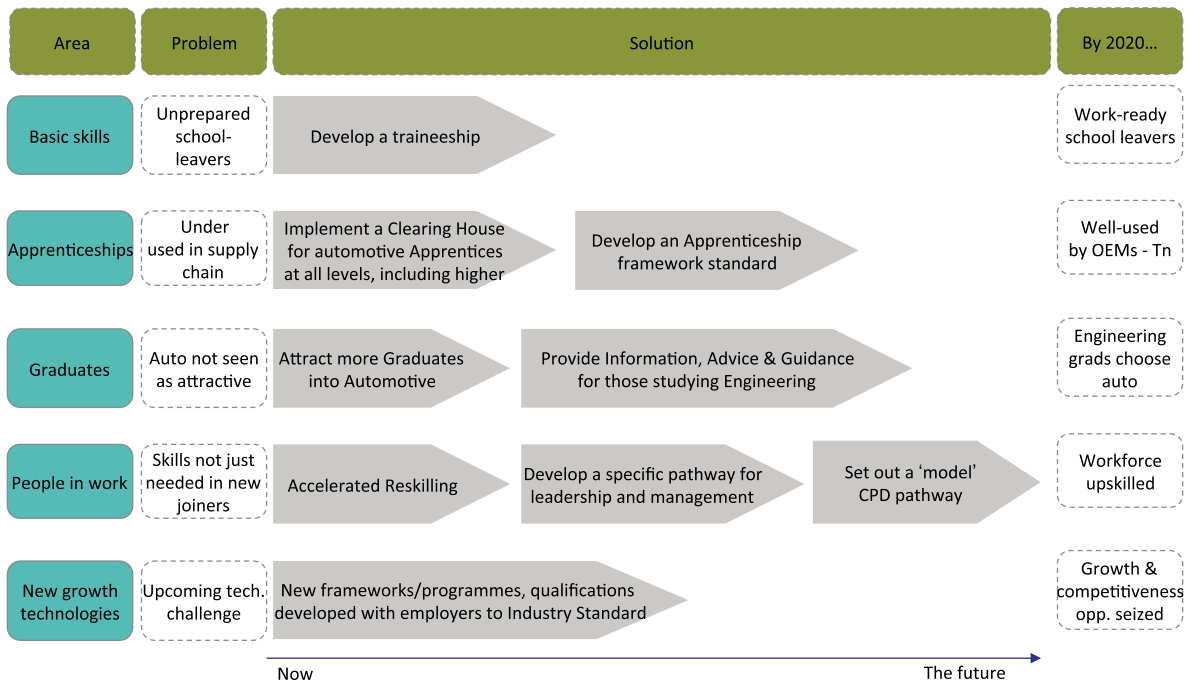 Area
Problem
Solution
By 2020...
Basic skills
Unprepared
school-
leavers
Develop a traineeship
Work-ready
school leavers
Apprenticeships
Under
used in supply
chain
Implement a Clearing House
for automotive Apprentices
at all levels, including higher
Develop an Apprenticeship
framework standard
Well-used
by OEMs - Tn
Graduates
Auto not seen
as attractive
Attract more Graduates
into Automotive
Provide Information, Advice & Guidance
for those studying Engineering
Engineering
grads choose
auto
People in work
Skills not just
needed in new
joiners
Accelerated Reskilling
Develop a specific pathway for
leadership and management
Set out a ‘model’
CPD pathway
Workforce
upskilled
New growth
technologies
Upcoming tech.
challenge
New frameworks/programmes, qualifications
developed with employers to Industry Standard
Growth &
competitiveness
opp. seized
Now
The future